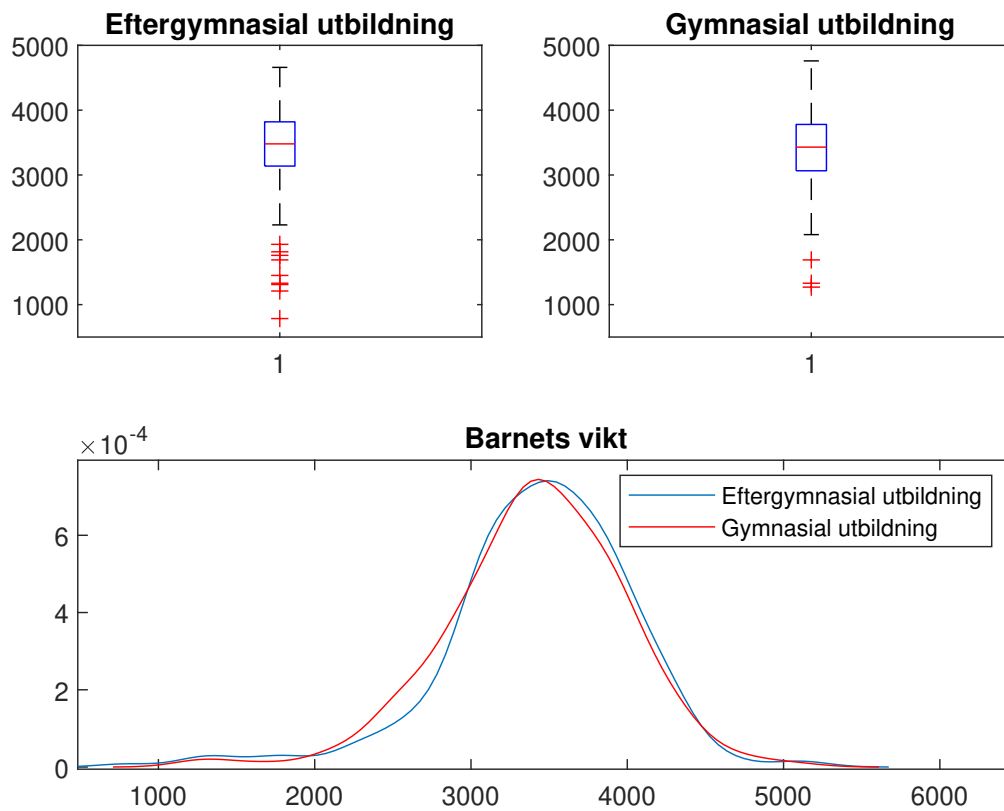 Eftergymnasial utbildning
5000
4000
3000
2000
1000
1
Gymnasial utbildning
5000
4000
3000
2000
1000
1
Barnets vikt
×10-4
6
4
2
0
1000 2000 3000 4000 5000 6000
Eftergymnasial utbildning
Gymnasial utbildning